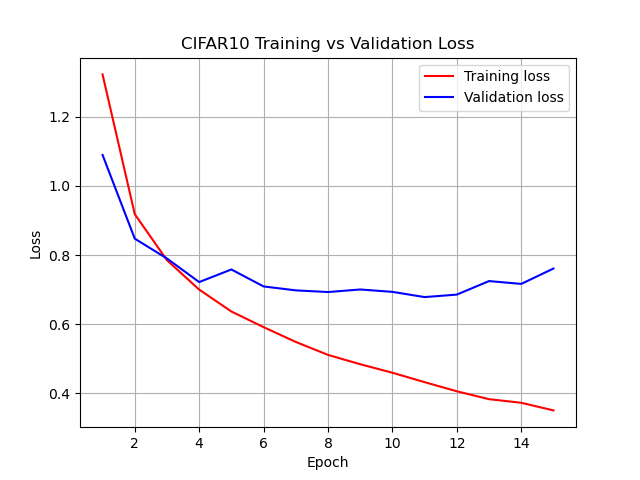 CIFAR10 Training vs Validation Loss
Training loss
Validation loss
1.2
1.0
0.8
0.6
0.4
Loss
2 4 6 8 10 12 14
Epoch